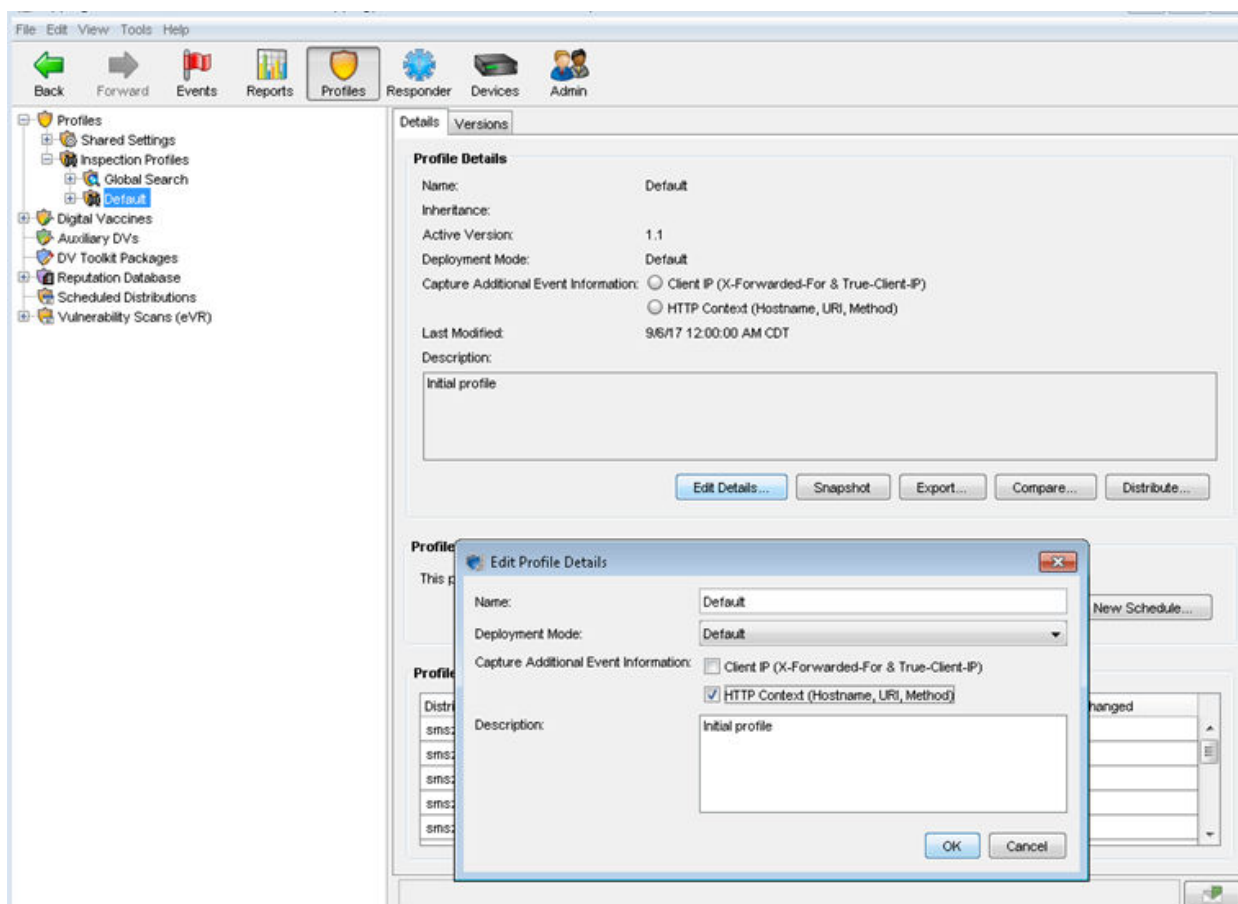 File Edit View Tools Help
Back Forward Events Reports Profiles Responder Devices Admin
Profiles
Shared Settings
Inspection Profiles
Global Search
Default
Digital Vaccines
Auxiliary DVs
DV Toolkit Packages
Reputation Database
Scheduled Distributions
Vulnerability Scans (eVR)
Details Versions
Profile Details
Name: Default
Inheritance:
Active Version: 1.1
Deployment Mode: Default
Capture Additional Event Information: Client IP (X-Forwarded-For & True-Client-IP)
HTTP Context (Hostname, URI, Method)
Last Modified: 9/6/17 12:00:00 AM CDT
Description:
Initial profile
Edit Details... Snapshot Export... Compare... Distribute...
Profile
This p
New Schedule...
Profile
Distri hanged
sms
sms
sms
sms
sms
Edit Profile Details
Name: Default
Deployment Mode: Default
Capture Additional Event Information: Client IP (X-Forwarded-For & True-Client-IP)
HTTP Context (Hostname, URI, Method)
Description: Initial profile
OK Cancel